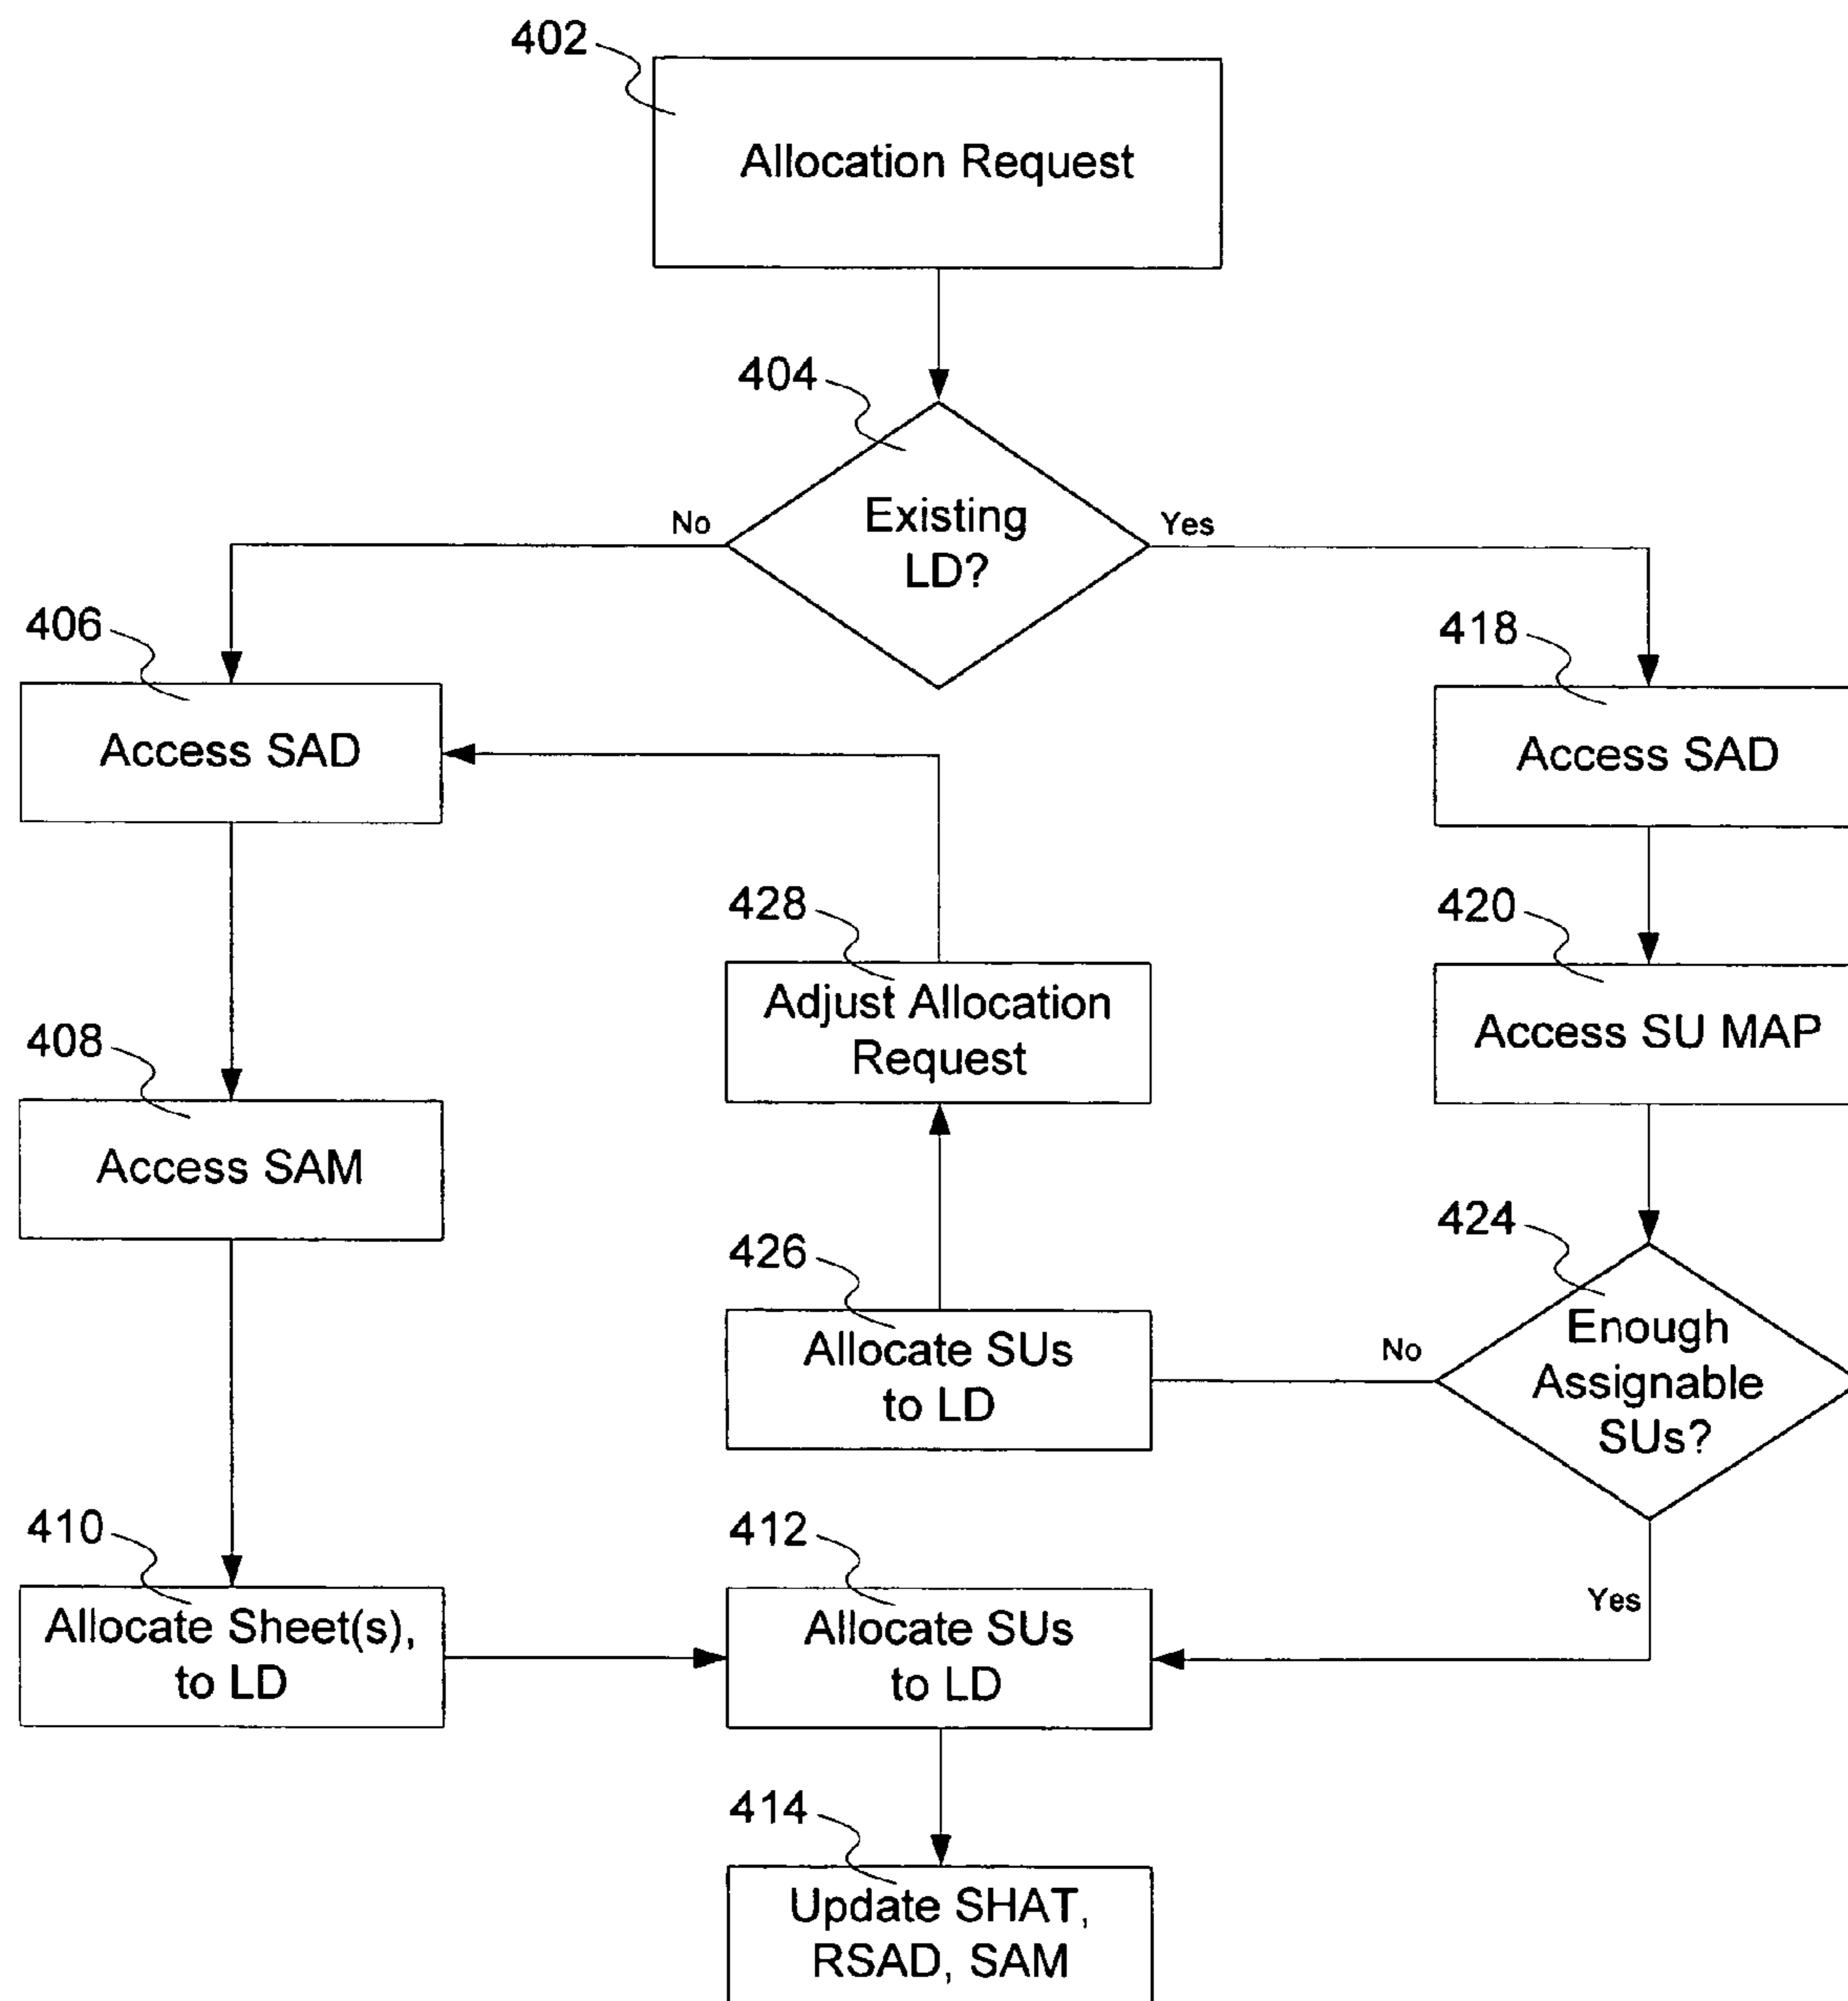 402
Allocation Request
404
Existing
LD?
No
Yes
406
Access SAD
418
Access SAD
428
Adjust Allocation
Request
420
Access SU MAP
408
Access SAM
426
Allocate SUs
to LD
424
Enough
Assignable
SUs?
No
Yes
410
Allocate Sheet(s),
to LD
412
Allocate SUs
to LD
414
Update SHAT,
RSAD, SAM